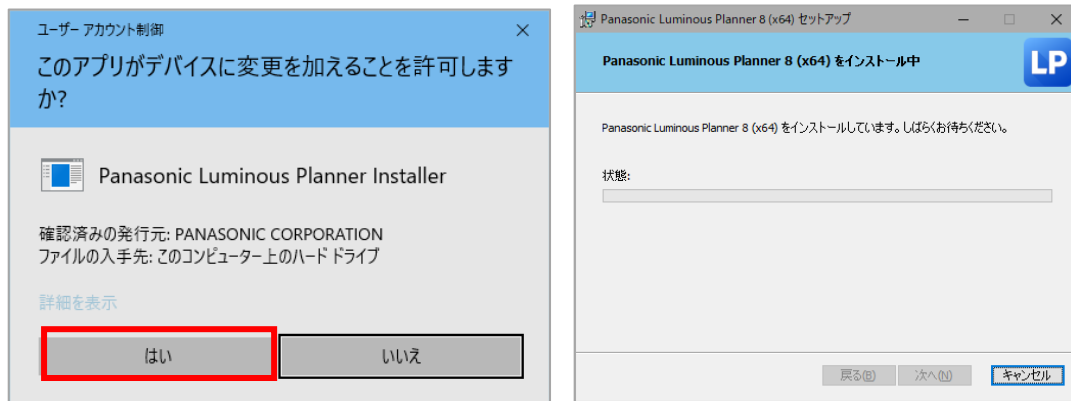 ユーザー アカウント制御
このアプリがデバイスに変更を加えることを許可します
か?
Panasonic Luminous Planner Installer
確認済みの発行元: PANASONIC CORPORATION
ファイルの入手先: このコンピューター上のハード ドライブ
詳細を表示
はい
いいえ
Panasonic Luminous Planner 8 (x64) セットアップ
Panasonic Luminous Planner 8 (x64) をインストール中
LP
Panasonic Luminous Planner 8 (x64) をインストールしています。しばらくお待ちください。
状態:
戻る(B)
次へ(N)
キャンセル